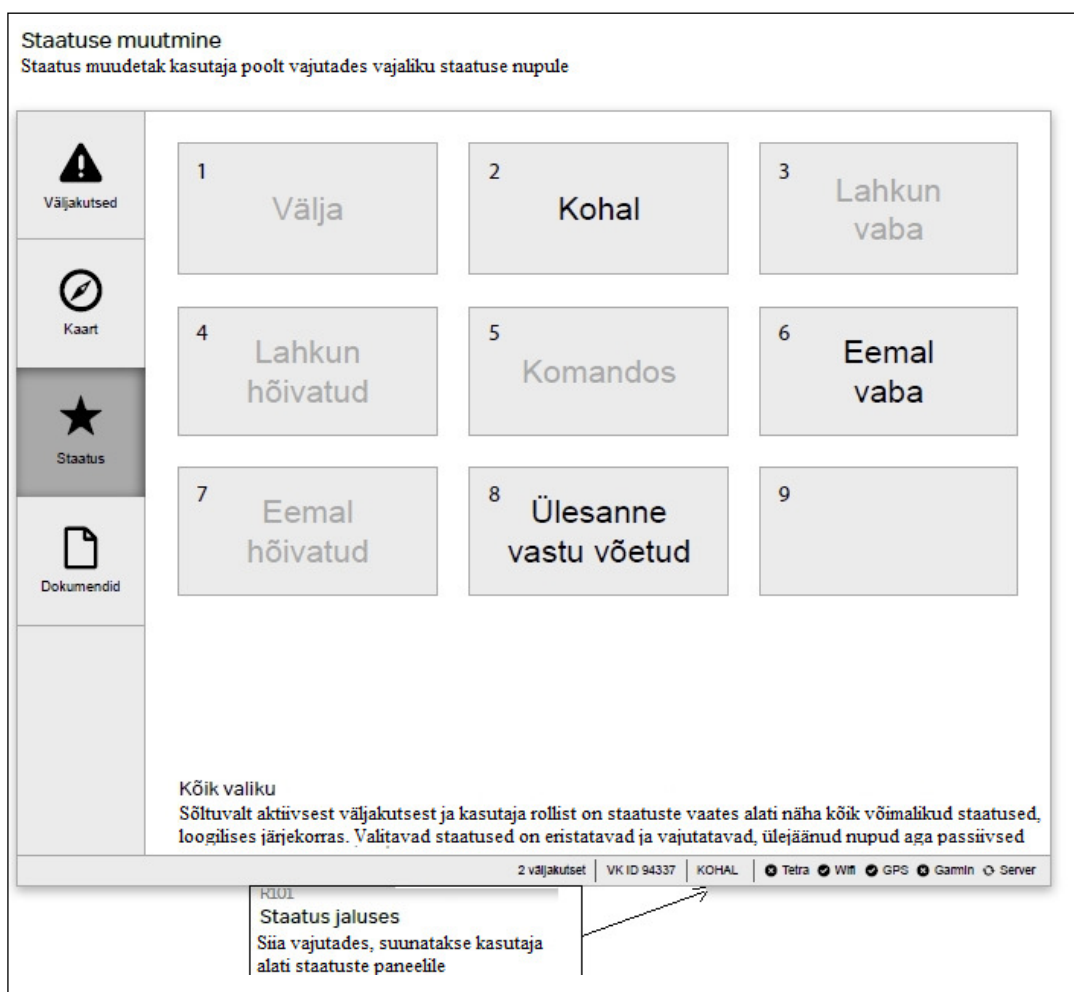 Staatuse muutmine
Staatus muudetak kasutaja poolt vajutades vajaliku staatuse nupule
Väljakutsed
Kaart
Staatus
Dokumendid
1
Välja
2
Kohal
3
Lahkun
vaba
4
Lahkun
hõivatud
5
Komandos
6
Eemal
vaba
7
Eemal
hõivatud
8
Ülesanne
vastu võetud
9
Kõik valiku
Sõltuvalt aktiivsest väljakutsest ja kasutaja rollist on staatuste vaates alati näha kõik võimalikud staatused,
loogilises järjekorras. Valitavad staatused on eristatavad ja vajutatavad, ülejäänud nupud aga passiivsed
2 väljakutset VK ID 94337 KOHAL Tetra Wifi GPS Garmin Server
R101
Staatus jaluses
Siia vajutades, suunatakse kasutaja
alati staatuste paneelile